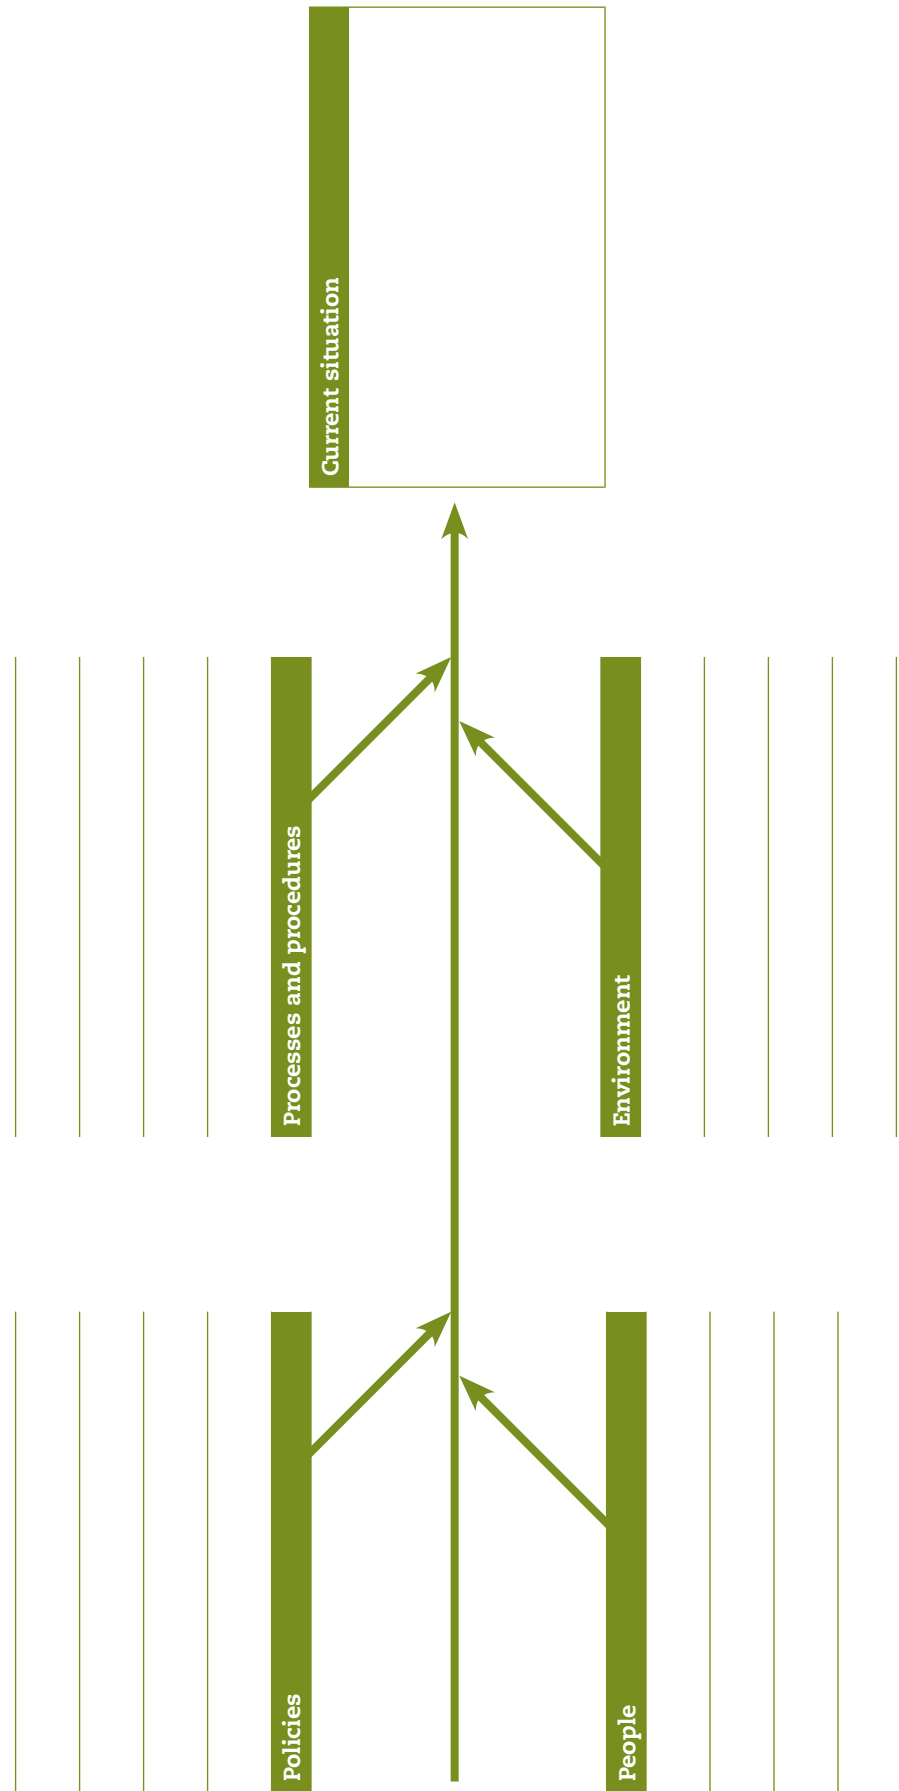 Policies
Processes and procedures
Current situation
People
Environment